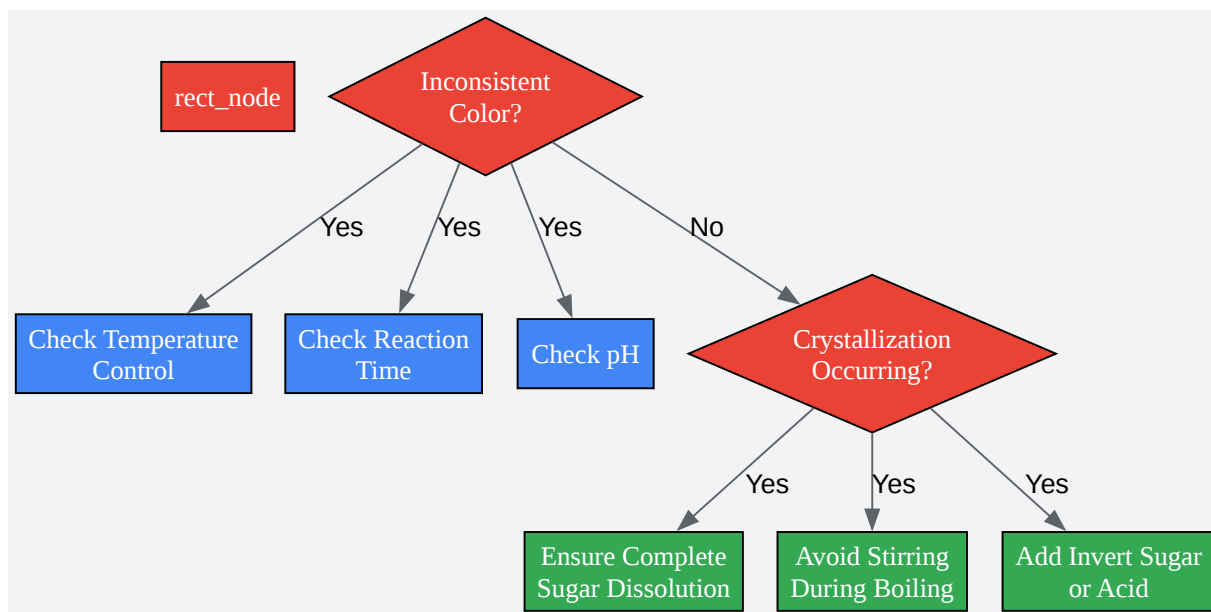 rect_node
Inconsistent
Color?
Yes
Yes
Yes
No
Check Temperature
Control
Check Reaction
Time
Check pH
Crystallization
Occurring?
Yes
Yes
Yes
Ensure Complete
Sugar Dissolution
Avoid Stirring
During Boiling
Add Invert Sugar
or Acid